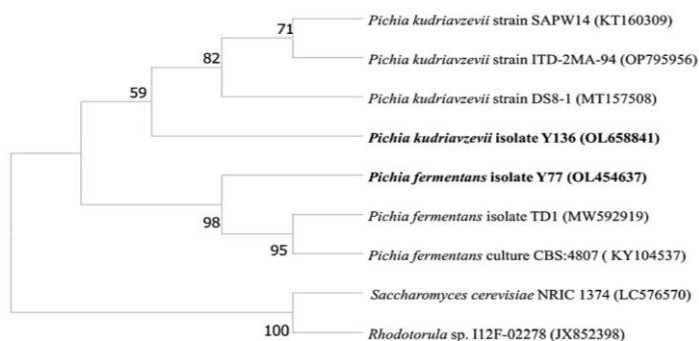 71
Pichia kudriavzevii strain SAPW14 (KT160309)
82
Pichia kudriavzevii strain ITD-2MA-94 (OP795956)
59
Pichia kudriavzevii strain DS8-1 (MT157508)
Pichia kudriavzevii isolate Y136 (OL658841)
Pichia fermentans isolate Y77 (OL454637)
98
Pichia fermentans isolate TD1 (MW592919)
95
Pichia fermentans culture CBS:4807 ( KY104537)
Saccharomyces cerevisiae NRIC 1374 (LC576570)
100
Rhodotorula sp. I12F-02278 (JX852398)